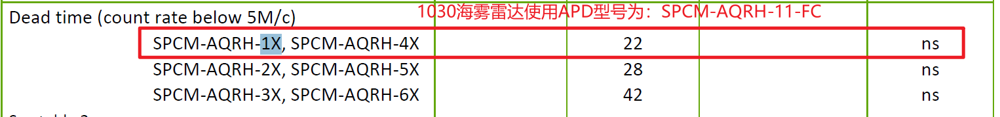 Dead time (count rate below 5M/c)
1030海雾雷达使用APD型号为：SPCM-AQRH-11-FC
SPCM-AQRH-1X, SPCM-AQRH-4X 22 ns
SPCM-AQRH-2X, SPCM-AQRH-5X 28 ns
SPCM-AQRH-3X, SPCM-AQRH-6X 42 ns